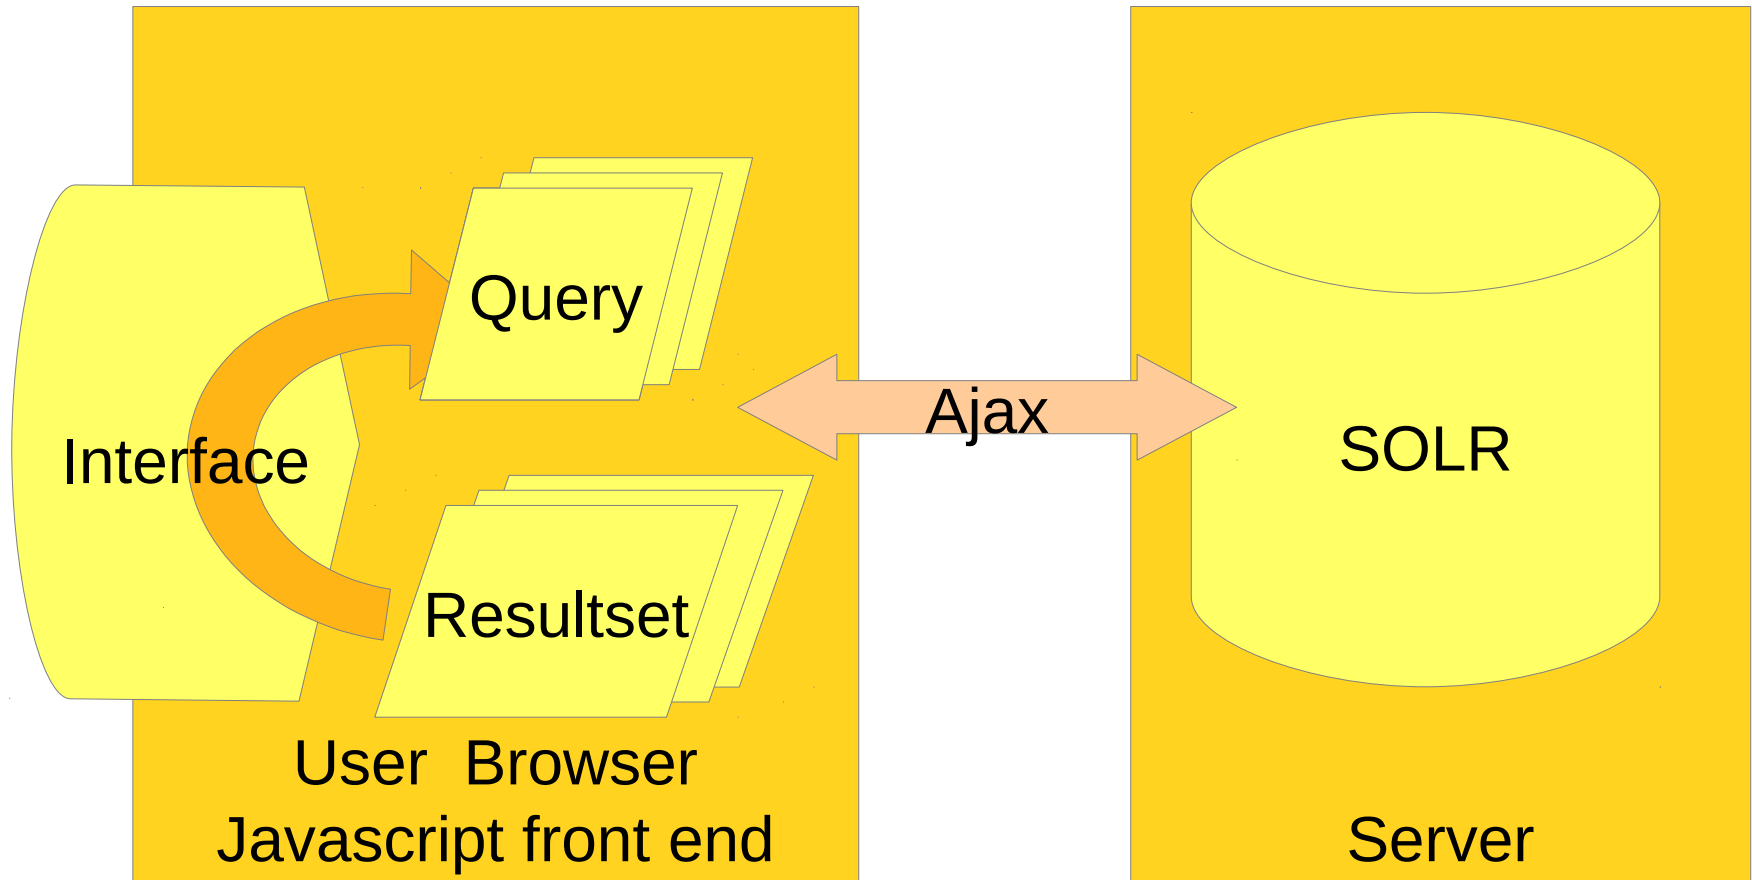 Query
Interface
Resultset
User  Browser
Javascript front end
Ajax
SOLR
Server